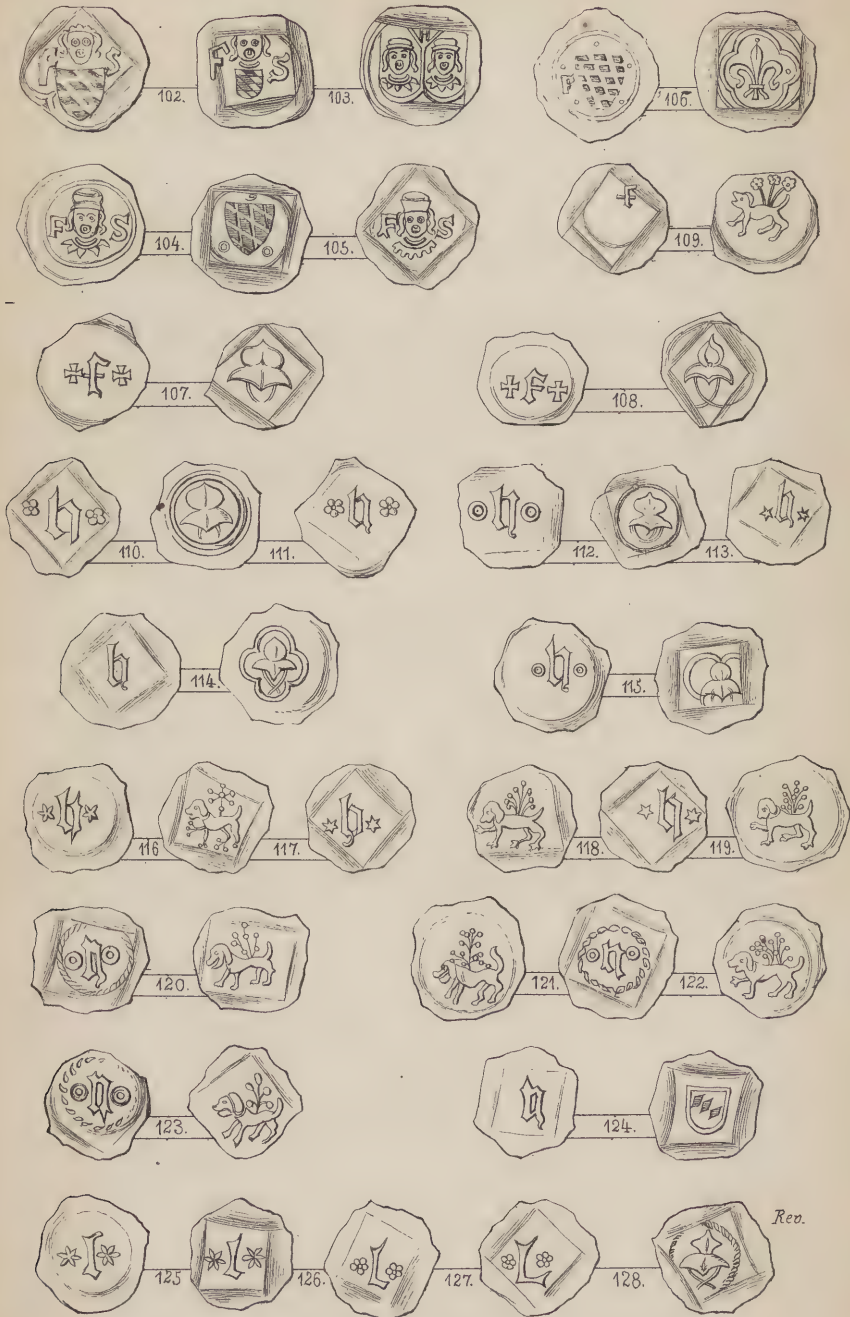 F S F S H F
102. 103. 106.
F S F S F
104. 105. 109.
F F
107. 108.
h h h h
110. 111. 112. 113.
h h
114. 115.
h h h
116 117. 118. 119.
h h
120. 121. 122.
h h
123. 124.
l l L L Rev.
125 126. 127. 128.